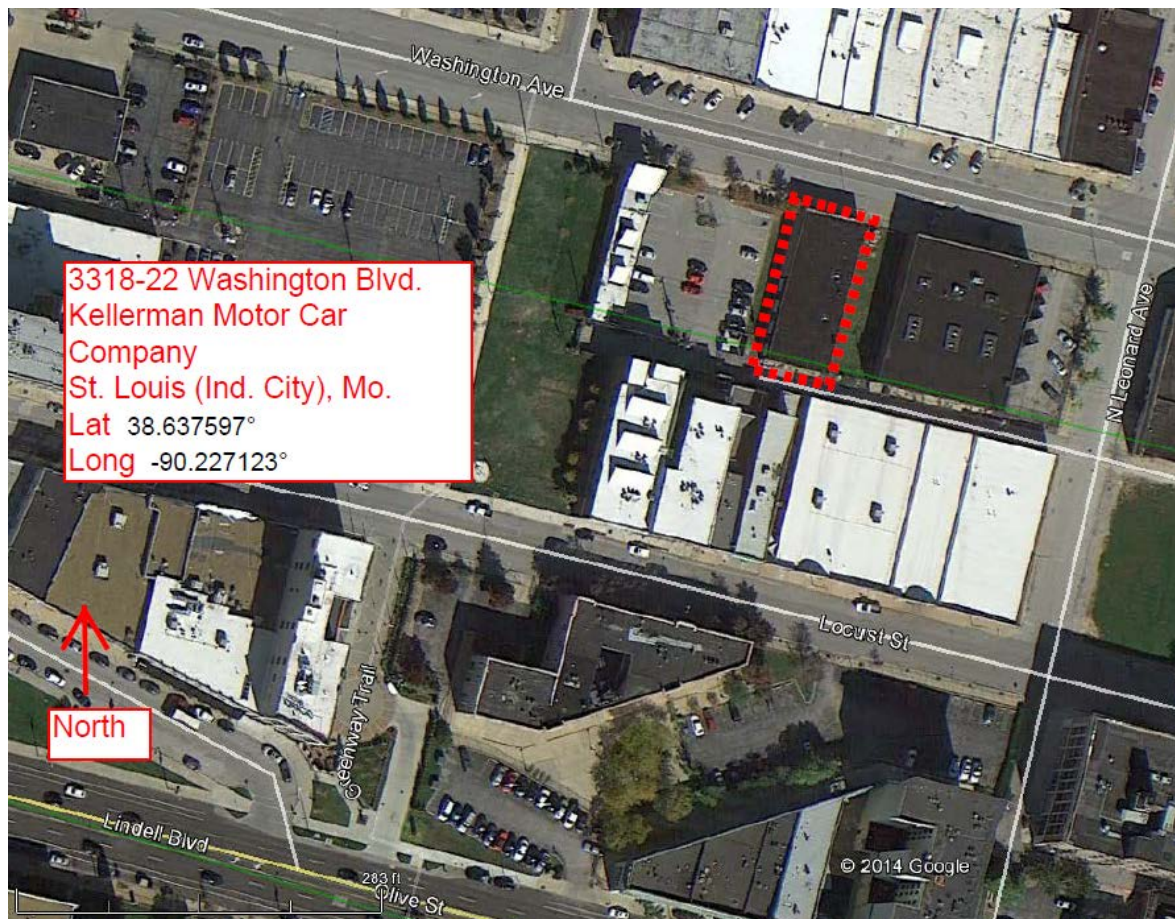 Washington Ave
3318-22 Washington Blvd.
Kellerman Motor Car
Company
St. Louis (Ind. City), Mo.
Lat 38.637597°
Long -90.227123°
N Leonard Ave
Locust St
Greenway Trail
North
Lindell Blvd
Olive St
283 ft
© 2014 Google